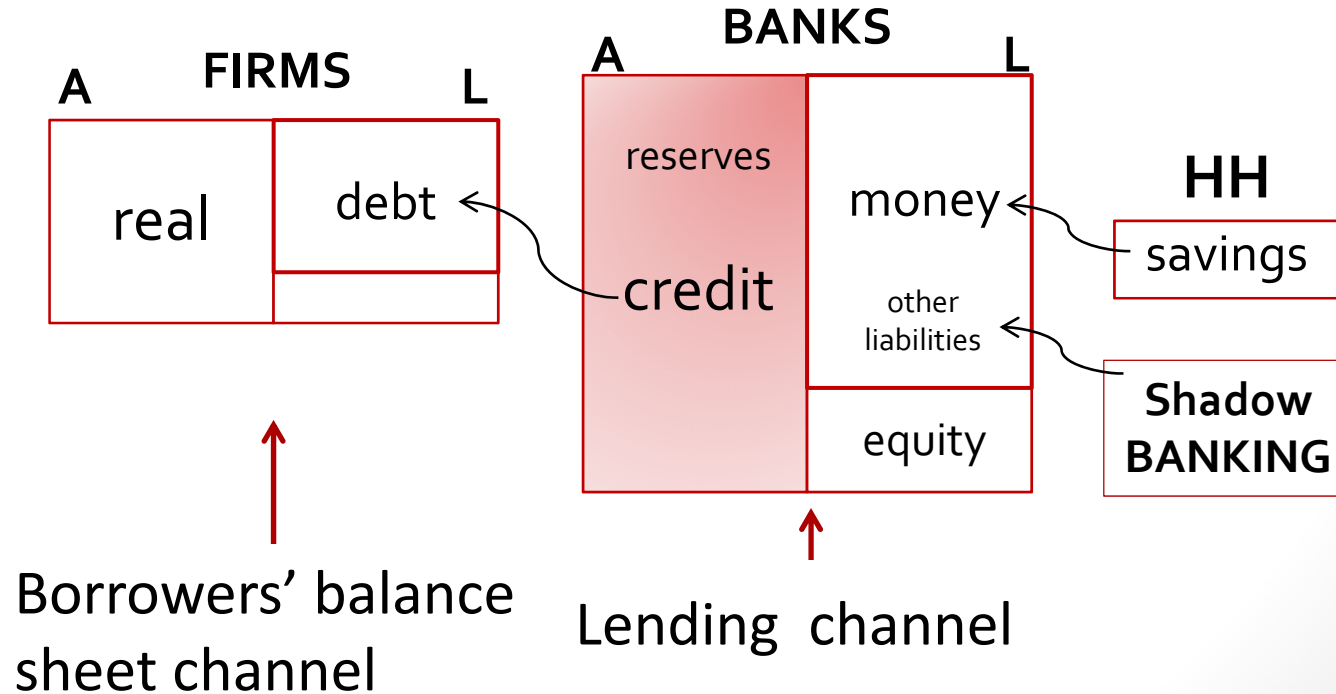 FIRMS
A
L
real
debt
BANKS
A
L
reserves
credit
money
other
liabilities
equity
HH
savings
Shadow
BANKING
Borrowers’ balance
sheet channel
Lending channel